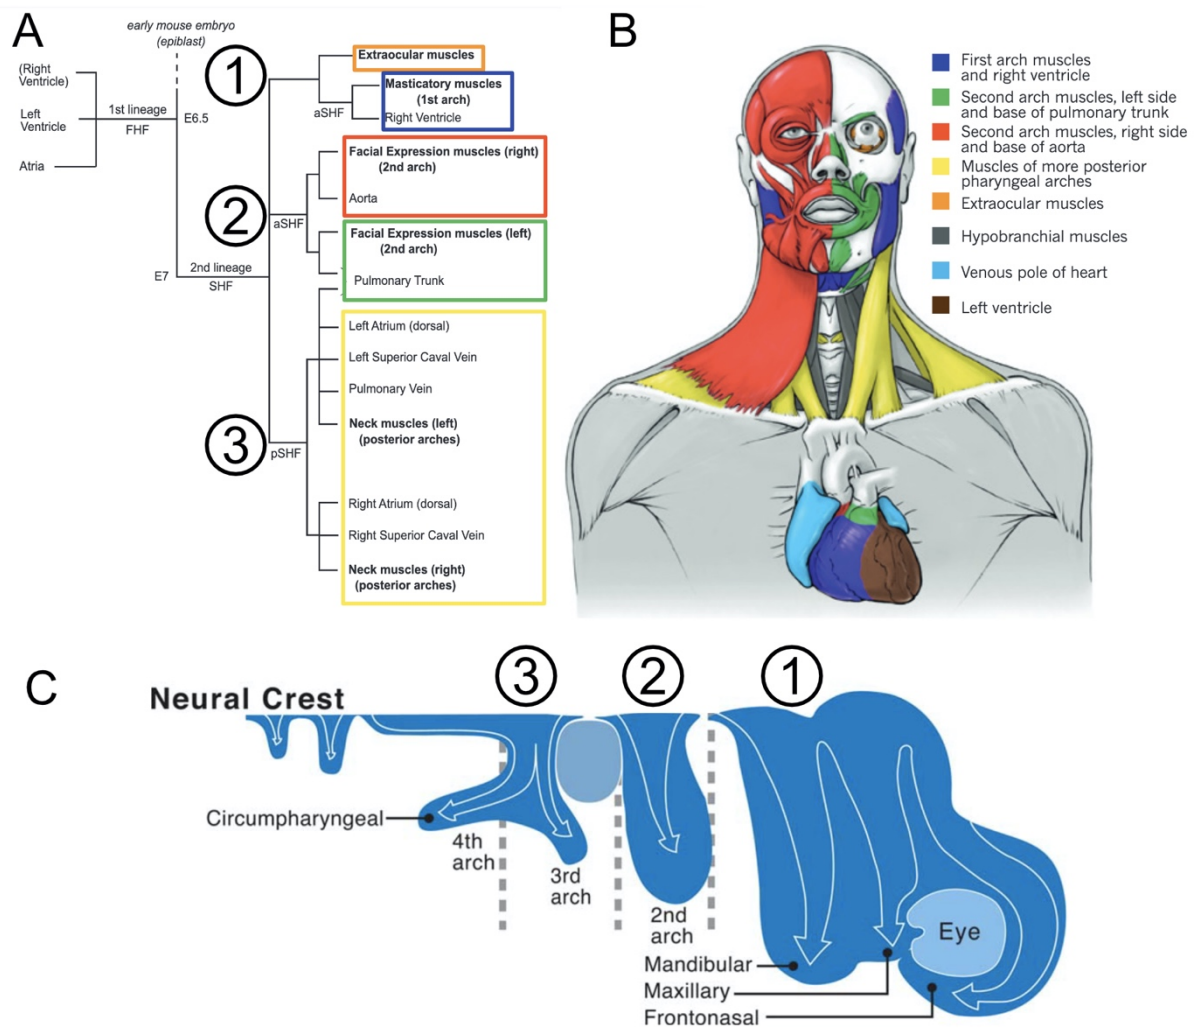 A
early mouse embryo
(epiblast)
(Right
Ventricle)
Left
Ventricle
Atria
1st lineage
FHF
E6.5
E7
2nd lineage
SHF
1
Extraocular muscles
Masticatory muscles
(1st arch)
aSHF
Right Ventricle
2
aSHF
Facial Expression muscles (right)
(2nd arch)
Aorta
Facial Expression muscles (left)
(2nd arch)
Pulmonary Trunk
3
pSHF
Left Atrium (dorsal)
Left Superior Caval Vein
Pulmonary Vein
Neck muscles (left)
(posterior arches)
Right Atrium (dorsal)
Right Superior Caval Vein
Neck muscles (right)
(posterior arches)
B
First arch muscles
and right ventricle
Second arch muscles, left side
and base of pulmonary trunk
Second arch muscles, right side
and base of aorta
Muscles of more posterior
pharyngeal arches
Extraocular muscles
Hypobranchial muscles
Venous pole of heart
Left ventricle
C
Neural Crest
3
2
1
Circumpharyngeal
4th
arch
3rd
arch
2nd
arch
Eye
Mandibular
Maxillary
Frontonasal